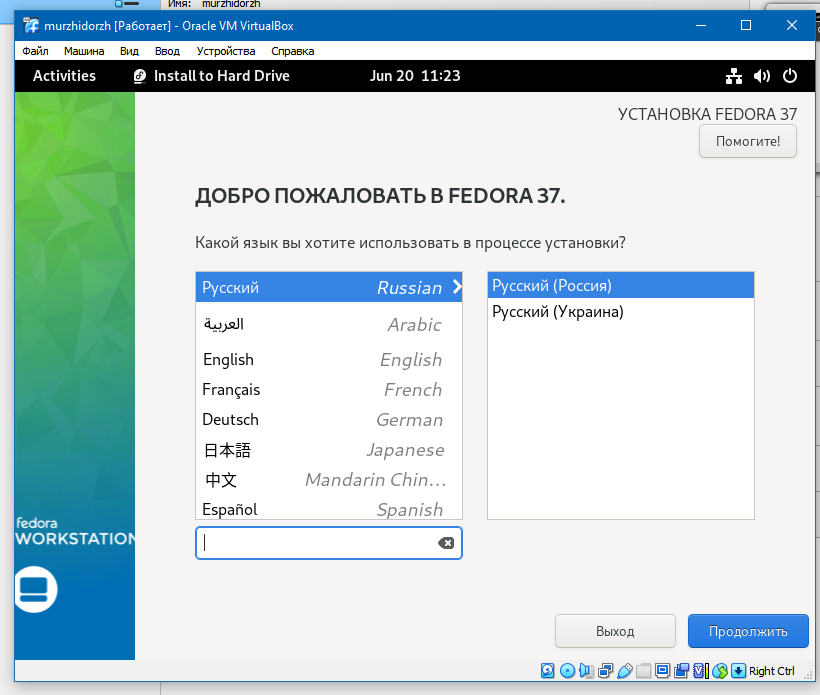 Имя: murzhidorzh
murzhidorzh [Работает] - Oracle VM VirtualBox
Файл Машина Вид Ввод Устройства Справка
Activities Install to Hard Drive Jun 20 11:23
УСТАНОВКА FEDORA 37
Помогите!
ДОБРО ПОЖАЛОВАТЬ В FEDORA 37.
Какой язык вы хотите использовать в процессе установки?
Русский Russian
العربية Arabic
English English
Français French
Deutsch German
日本語 Japanese
中文 Mandarin Chin...
Español Spanish
Русский (Россия)
Русский (Украина)
fedora
WORKSTATION
Выход Продолжить
Right Ctrl